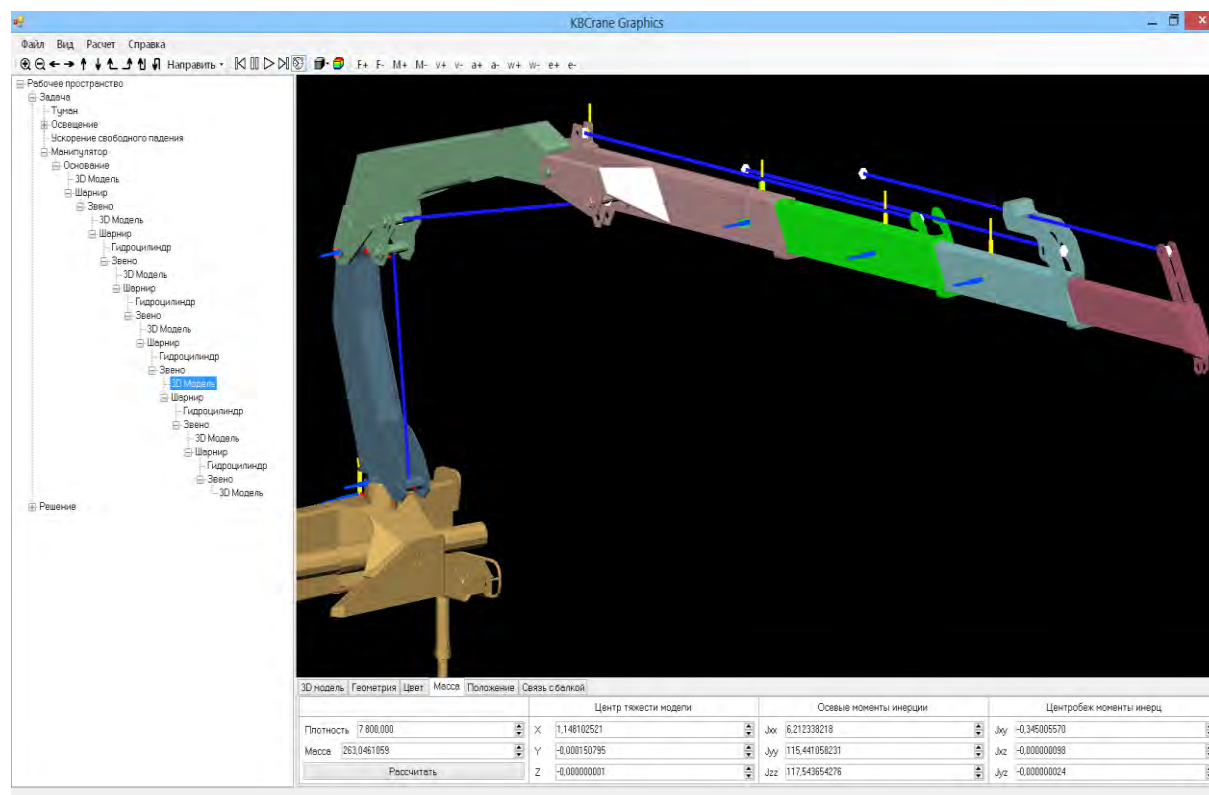 KBCrane Graphics
Файл Вид Расчет Справка
Направить F+ F- M+ M- v+ v- a+ a- w+ w- e+ e-
Рабочее пространство
Задача
Туман
Освещение
Ускорение свободного падения
Манипулятор
Основание
3D Модель
Шарнир
Звено
3D Модель
Шарнир
Гидроцилиндр
Звено
3D Модель
Шарнир
Гидроцилиндр
Звено
3D Модель
Шарнир
Гидроцилиндр
Звено
3D Модель
Шарнир
Гидроцилиндр
Звено
3D Модель
Шарнир
Гидроцилиндр
Звено
3D Модель
Решение
3D модель Геометрия Цвет Масса Положение Связь с балкой
Центр тяжести модели Осевые моменты инерции Центробеж моменты инерц
Плотность 7 800,000 X 1,148102521 Jxx 6,212338218 Jxy -0,345005570
Масса 263,0461059 Y -0,000150795 Jyy 115,441058231 Jxz -0,000000098
Рассчитать Z -0,000000001 Jzz 117,543654276 Jyz -0,000000024